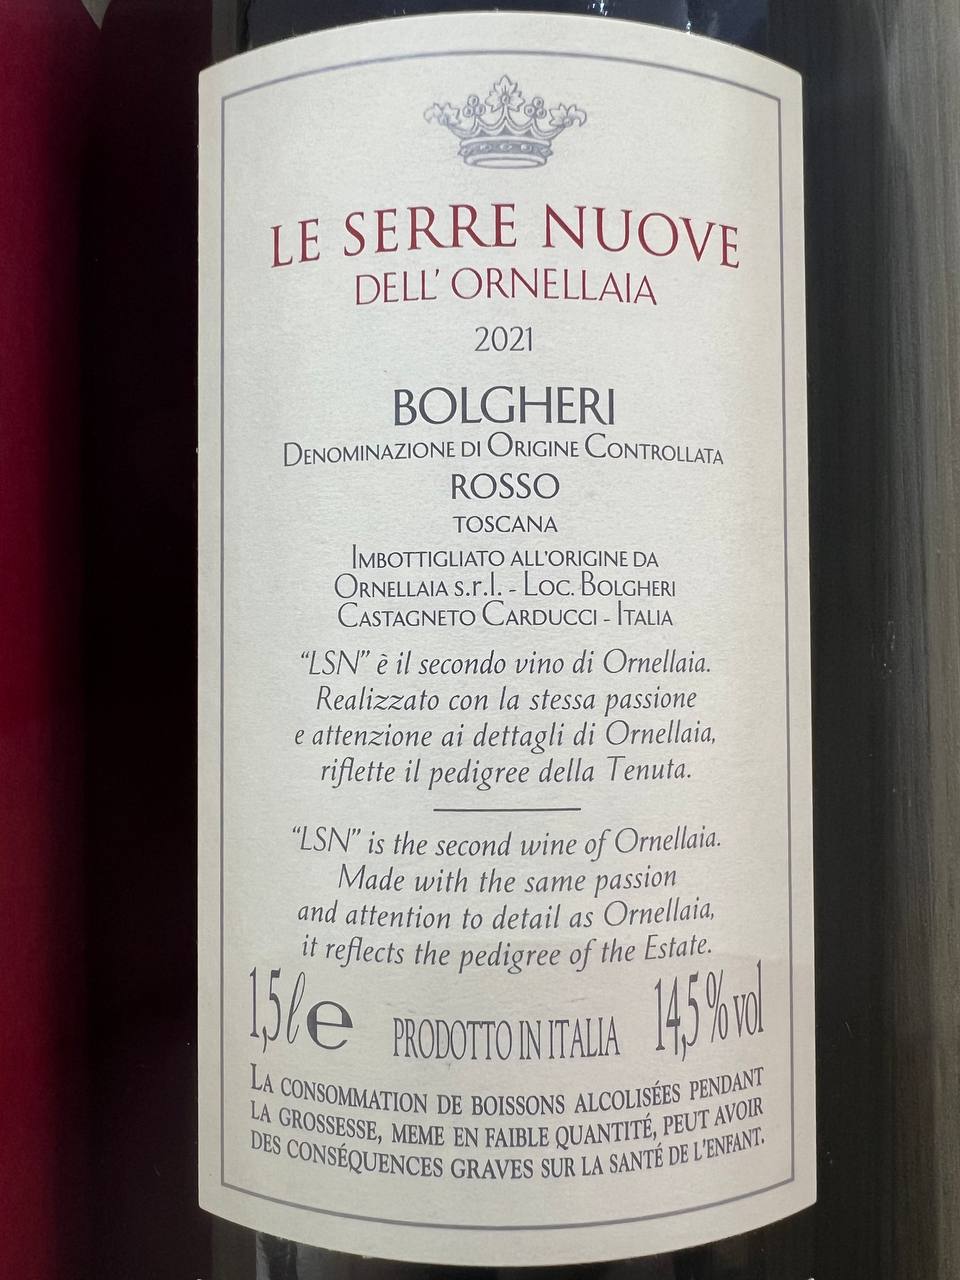 LE SERRE NUOVE
DELL' ORNELLAIA
2021
BOLGHERI
DENOMINAZIONE DI ORIGINE CONTROLLATA
ROSSO
TOSCANA
IMBOTTIGLIATO ALL'ORIGINE DA
ORNELLAIA s.r.l. - LOC. BOLGHERI
CASTAGNETO CARDUCCI - ITALIA
“LSN” è il secondo vino di Ornellaia.
Realizzato con la stessa passione
e attenzione ai dettagli di Ornellaia,
riflette il pedigree della Tenuta.
“LSN” is the second wine of Ornellaia.
Made with the same passion
and attention to detail as Ornellaia,
it reflects the pedigree of the Estate.
1,5 ℓ e PRODOTTO IN ITALIA 14,5 % vol
LA CONSOMMATION DE BOISSONS ALCOLISÉES PENDANT
LA GROSSESSE, MEME EN FAIBLE QUANTITÉ, PEUT AVOIR
DES CONSÉQUENCES GRAVES SUR LA SANTÉ DE L'ENFANT.